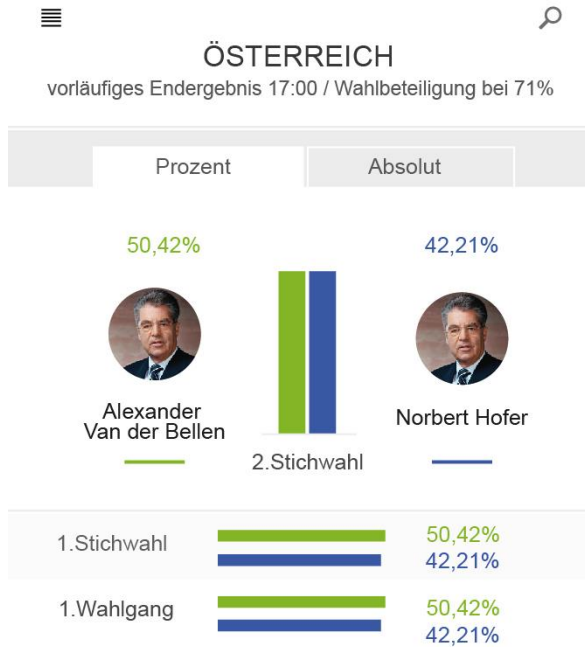 ÖSTERREICH
vorläufiges Endergebnis 17:00 / Wahlbeteiligung bei 71%
Prozent
Absolut
50,42%
42,21%
Alexander
Van der Bellen
Norbert Hofer
2.Stichwahl
1.Stichwahl
50,42%
42,21%
1.Wahlgang
50,42%
42,21%